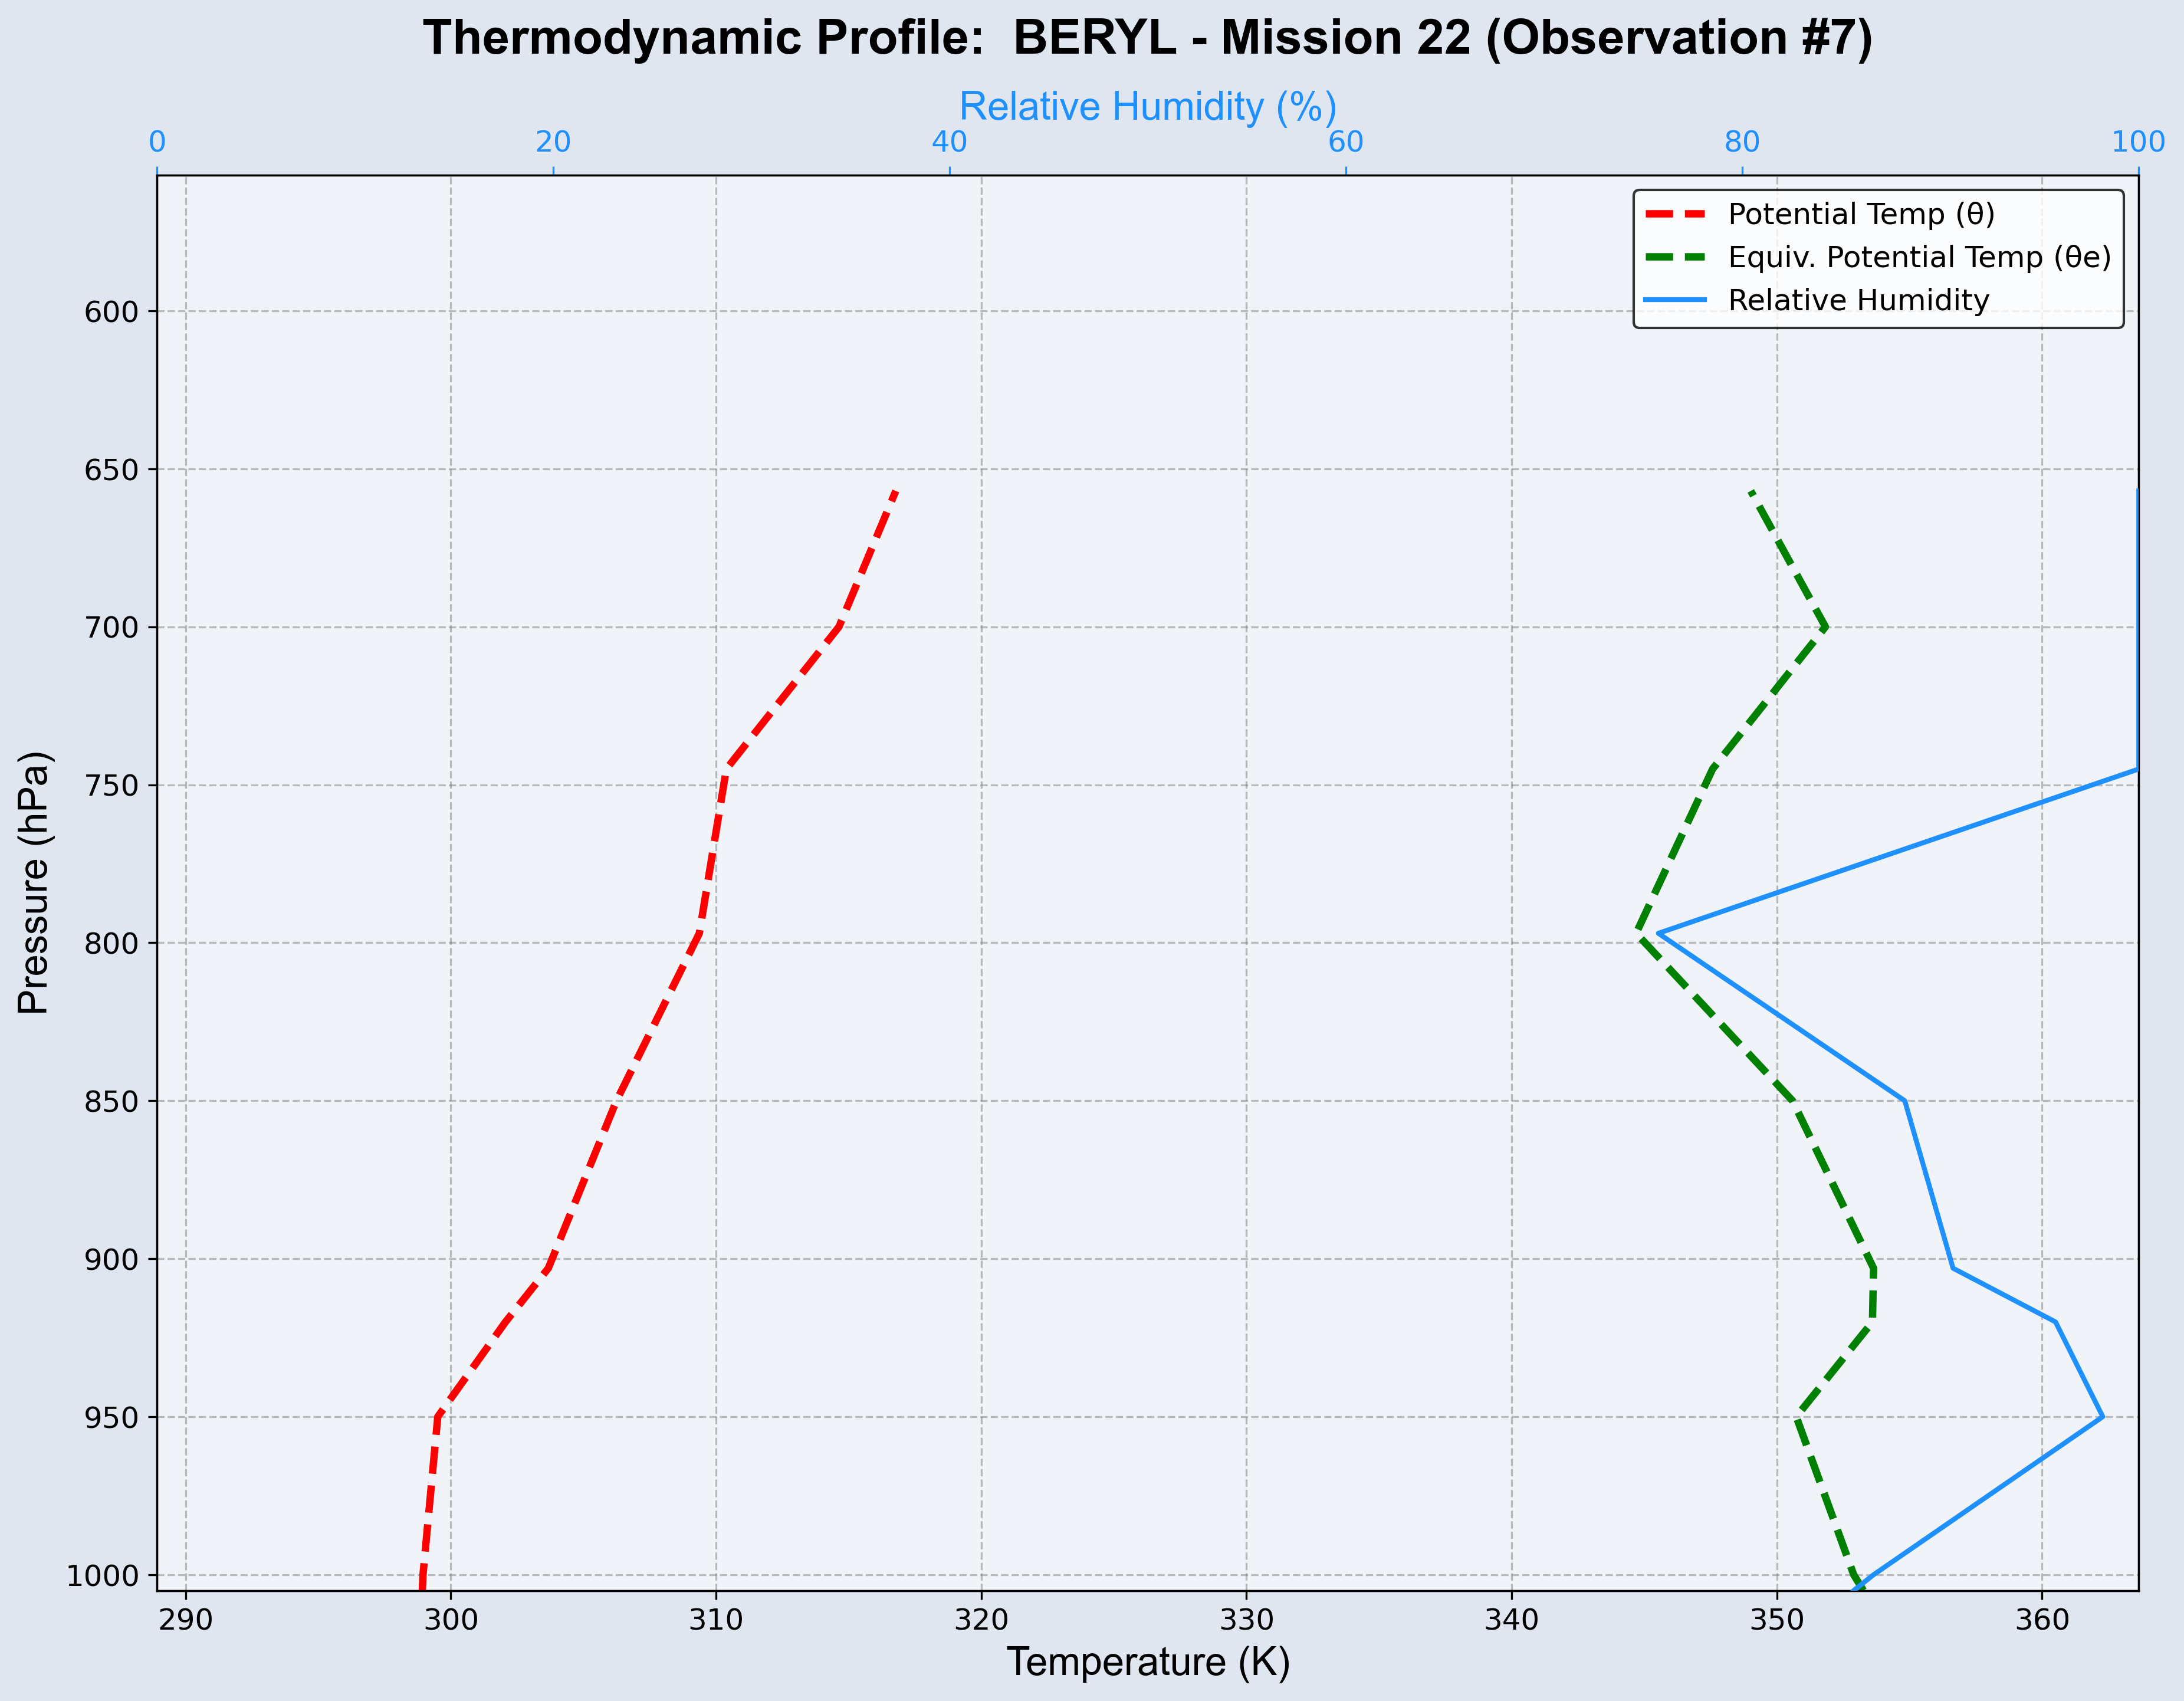 Thermodynamic Profile:  BERYL - Mission 22 (Observation #7)
Relative Humidity (%)
0 20 40 60 80 100
Potential Temp (θ)
Equiv. Potential Temp (θe)
Relative Humidity
600
650
700
750
800
850
900
950
1000
Pressure (hPa)
290 300 310 320 330 340 350 360
Temperature (K)